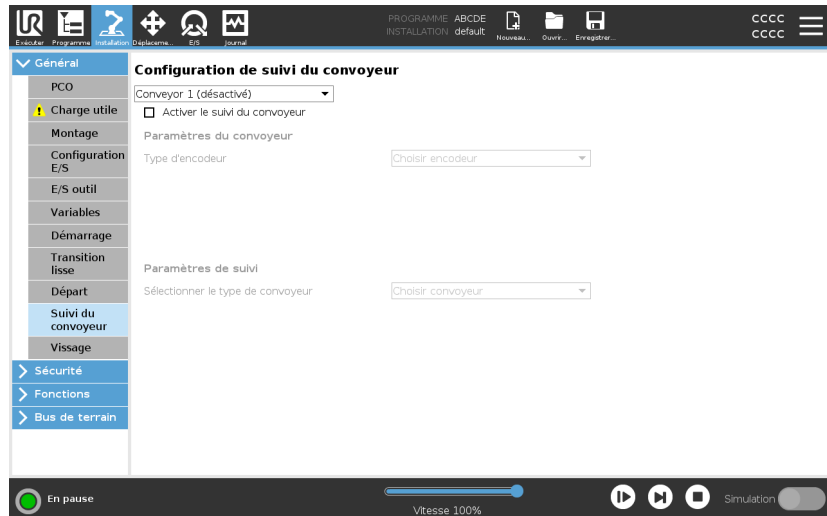 UR
PROGRAMME ABCDE
INSTALLATION default
cccc
cccc
Exécuter Programme Installation Déplaceme... E/S Journal
Nouveau... Ouvrir... Enregistrer...
Général
PCO
Charge utile
Montage
Configuration
E/S
E/S outil
Variables
Démarrage
Transition
lisse
Départ
Suivi du
convoyeur
Vissage
Sécurité
Fonctions
Bus de terrain
Configuration de suivi du convoyeur
Conveyor 1 (désactivé)
Activer le suivi du convoyeur
Paramètres du convoyeur
Type d'encodeur Choisir encodeur
Paramètres de suivi
Sélectionner le type de convoyeur Choisir convoyeur
En pause
Vitesse 100%
Simulation